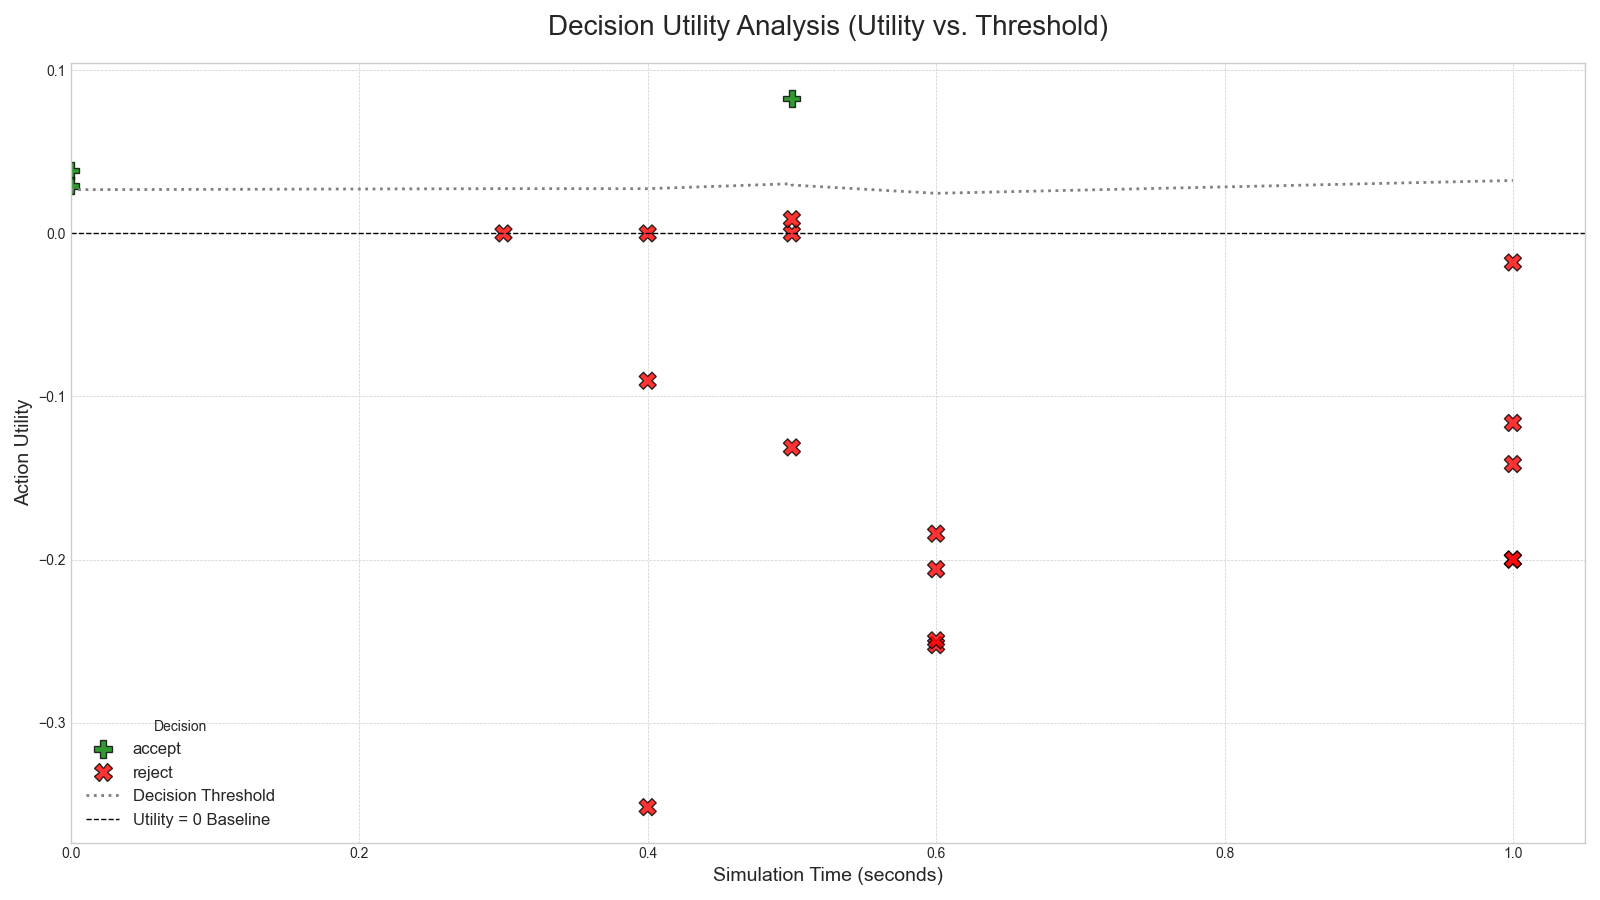 Decision Utility Analysis (Utility vs. Threshold)
0.1
0.0
−0.1
−0.2
−0.3
Action Utility
Decision
accept
reject
Decision Threshold
Utility = 0 Baseline
0.0 0.2 0.4 0.6 0.8 1.0
Simulation Time (seconds)